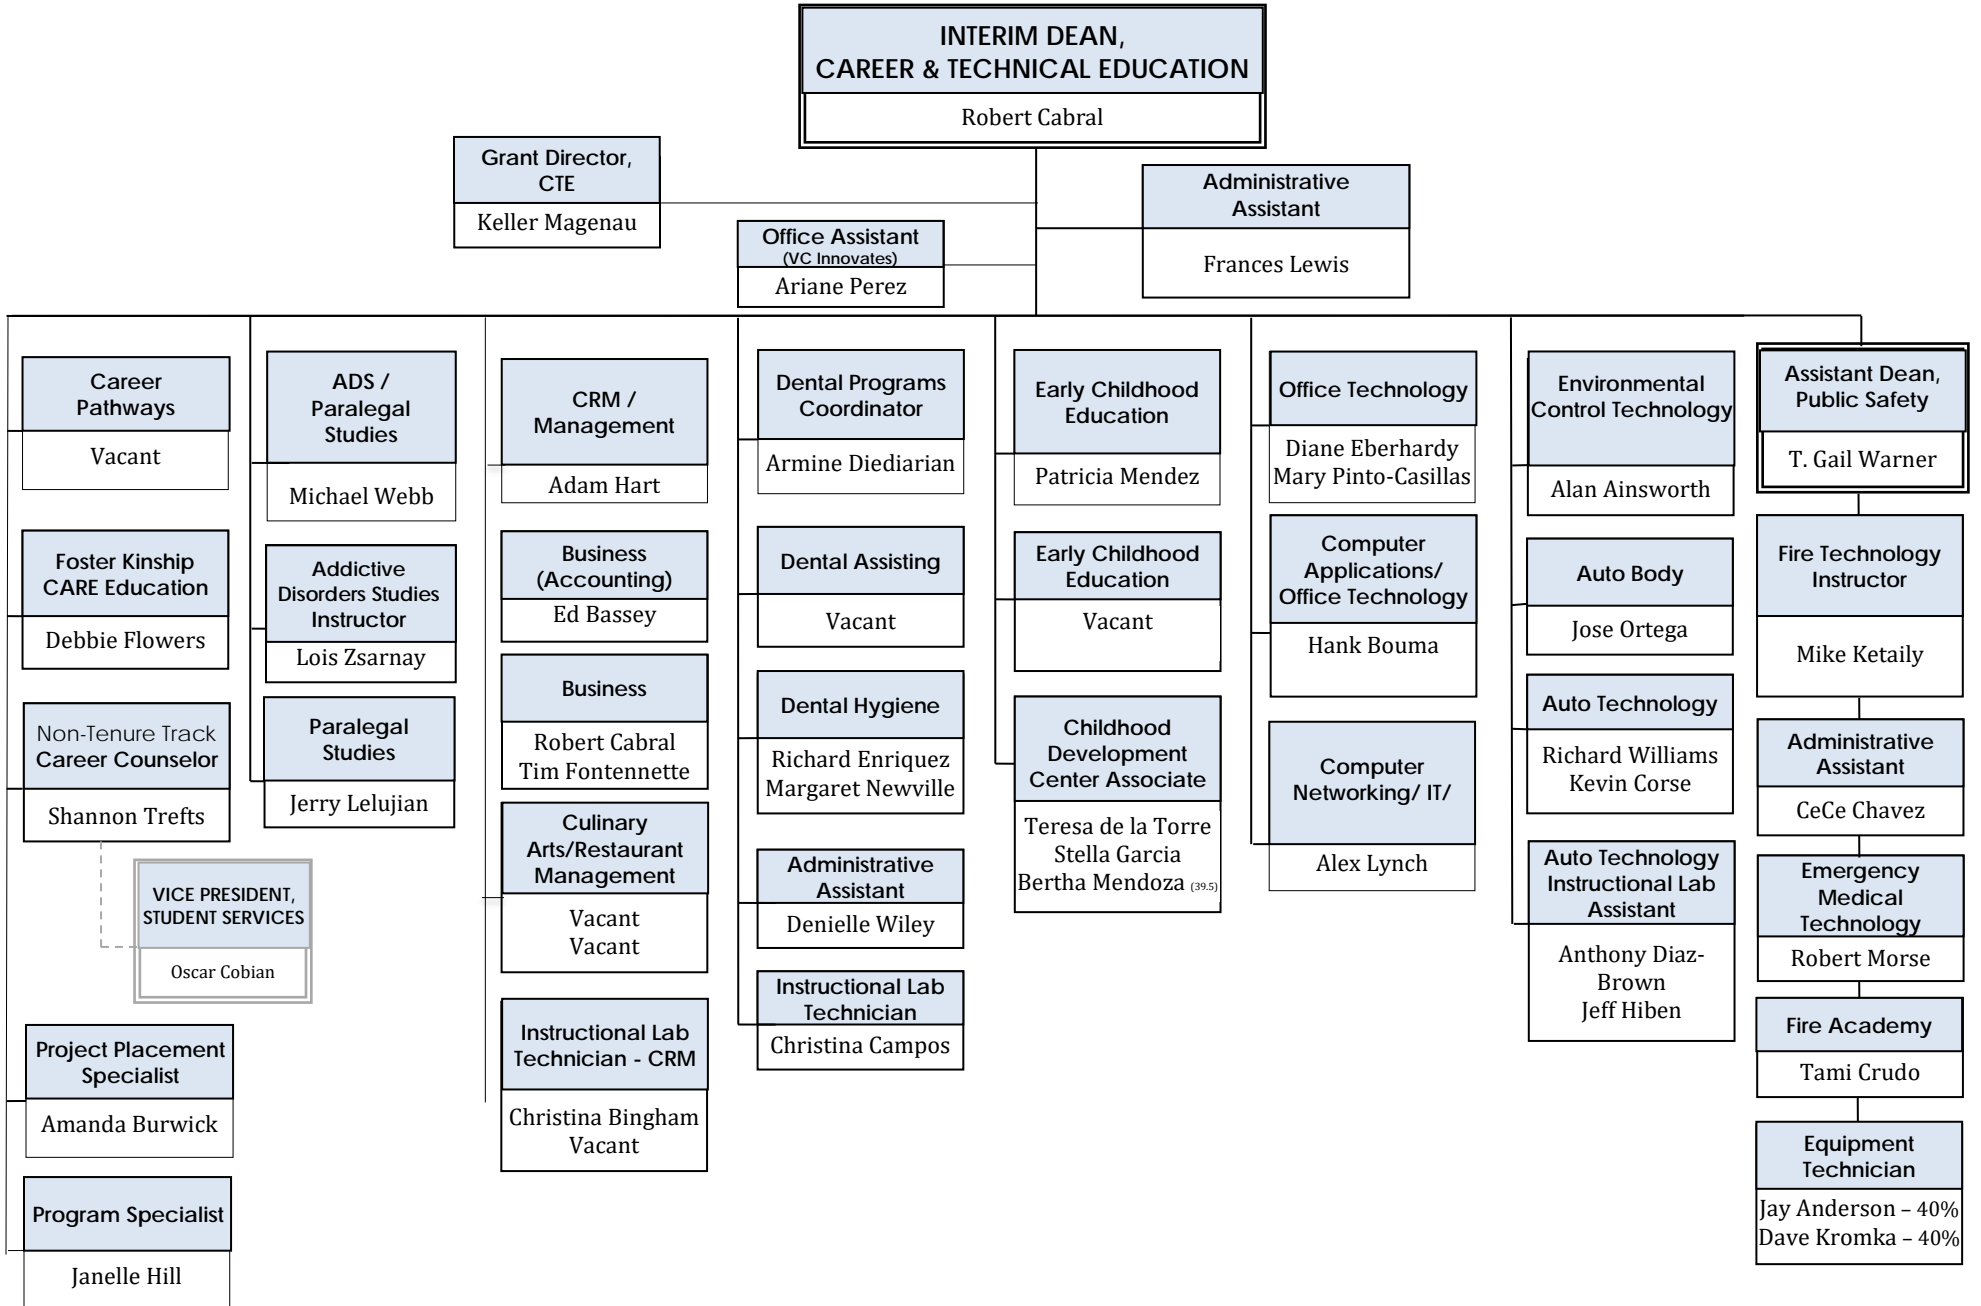 INTERIM DEAN,
CAREER & TECHNICAL EDUCATION
Robert Cabral
Grant Director,
CTE
Keller Magenau
Administrative
Assistant
Frances Lewis
Office Assistant
(VC Innovates)
Ariane Perez
Career
Pathways
Vacant
Foster Kinship
CARE Education
Debbie Flowers
Non-Tenure Track
Career Counselor
Shannon Trefts
VICE PRESIDENT,
STUDENT SERVICES
Oscar Cobian
Project Placement
Specialist
Amanda Burwick
Program Specialist
Janelle Hill
ADS /
Paralegal
Studies
Michael Webb
Addictive
Disorders Studies
Instructor
Lois Zsarnay
Paralegal
Studies
Jerry Lelujian
CRM /
Management
Adam Hart
Business
(Accounting)
Ed Bassey
Business
Robert Cabral
Tim Fontennette
Culinary
Arts/Restaurant
Management
Vacant
Vacant
Instructional Lab
Technician - CRM
Christina Bingham
Vacant
Dental Programs
Coordinator
Armine Diediarian
Dental Assisting
Vacant
Dental Hygiene
Richard Enriquez
Margaret Newville
Administrative
Assistant
Denielle Wiley
Instructional Lab
Technician
Christina Campos
Early Childhood
Education
Patricia Mendez
Early Childhood
Education
Vacant
Childhood
Development
Center Associate
Teresa de la Torre
Stella Garcia
Bertha Mendoza (39.5)
Office Technology
Diane Eberhardy
Mary Pinto-Casillas
Computer
Applications/
Office Technology
Hank Bouma
Computer
Networking/ IT/
Alex Lynch
Environmental
Control Technology
Alan Ainsworth
Auto Body
Jose Ortega
Auto Technology
Richard Williams
Kevin Corse
Auto Technology
Instructional Lab
Assistant
Anthony Diaz-
Brown
Jeff Hiben
Assistant Dean,
Public Safety
T. Gail Warner
Fire Technology
Instructor
Mike Ketaily
Administrative
Assistant
CeCe Chavez
Emergency
Medical
Technology
Robert Morse
Fire Academy
Tami Crudo
Equipment
Technician
Jay Anderson – 40%
Dave Kromka – 40%